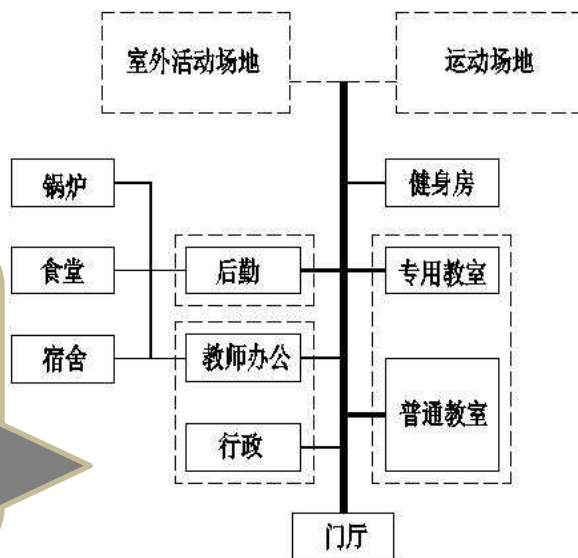 室外活动场地
运动场地
锅炉
健身房
食堂
后勤
专用教室
宿舍
教师办公
普通教室
行政
门厅